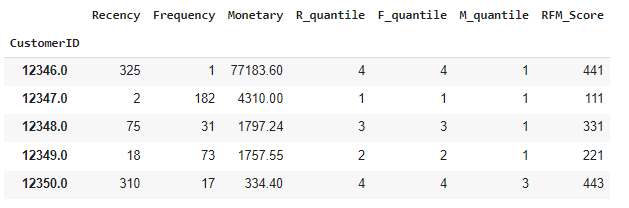 Recency Frequency Monetary R_quantile F_quantile M_quantile RFM_Score
CustomerID
12346.0 325 1 77183.60 4 4 1 441
12347.0 2 182 4310.00 1 1 1 111
12348.0 75 31 1797.24 3 3 1 331
12349.0 18 73 1757.55 2 2 1 221
12350.0 310 17 334.40 4 4 3 443